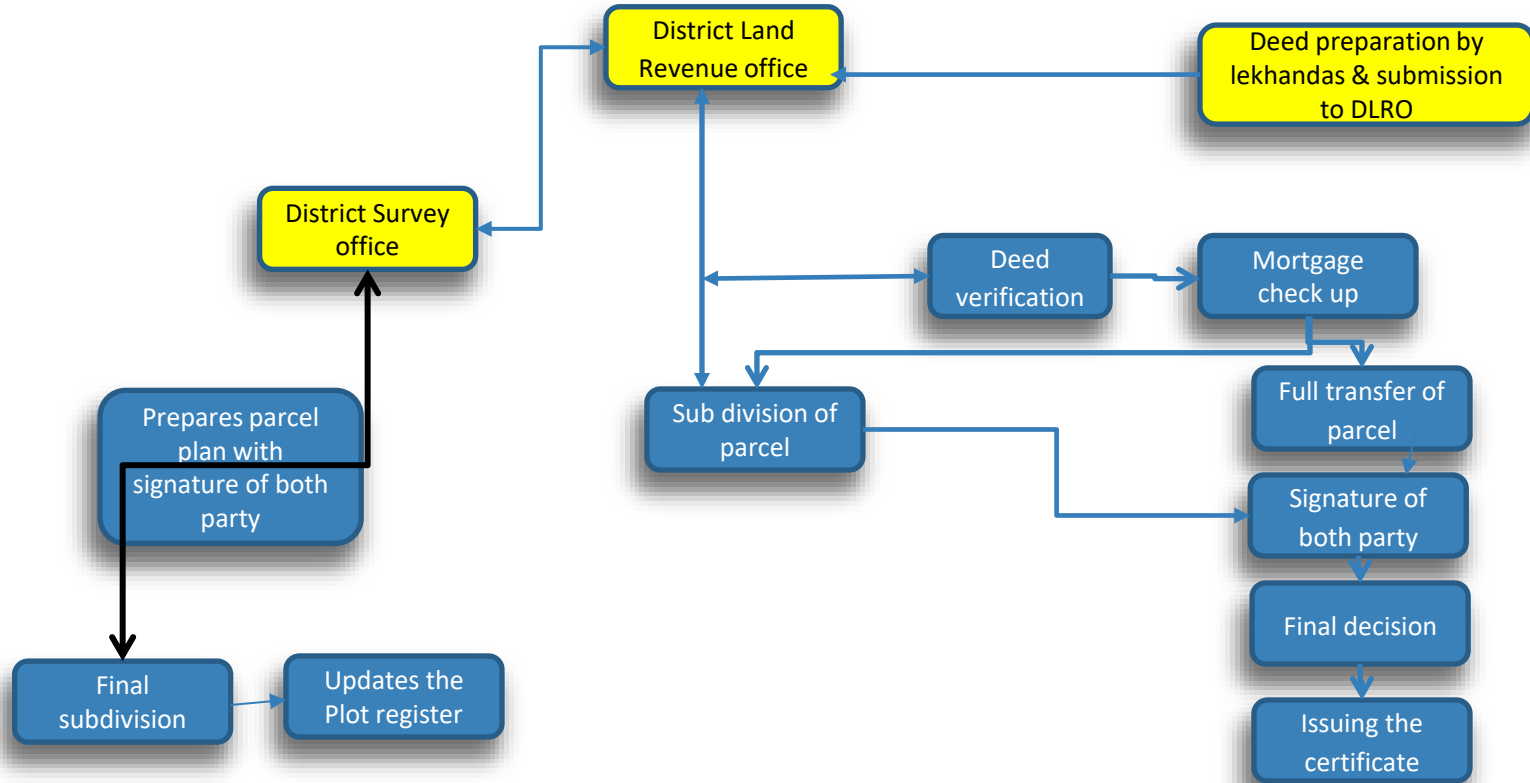 District Land
Revenue office
Deed preparation by
lekhandas & submission
to DLRO
District Survey
office
Deed
verification
Mortgage
check up
Prepares parcel
plan with
signature of both
party
Sub division of
parcel
Full transfer of
parcel
Signature of
both party
Final decision
Final
subdivision
Updates the
Plot register
Issuing the
certificate